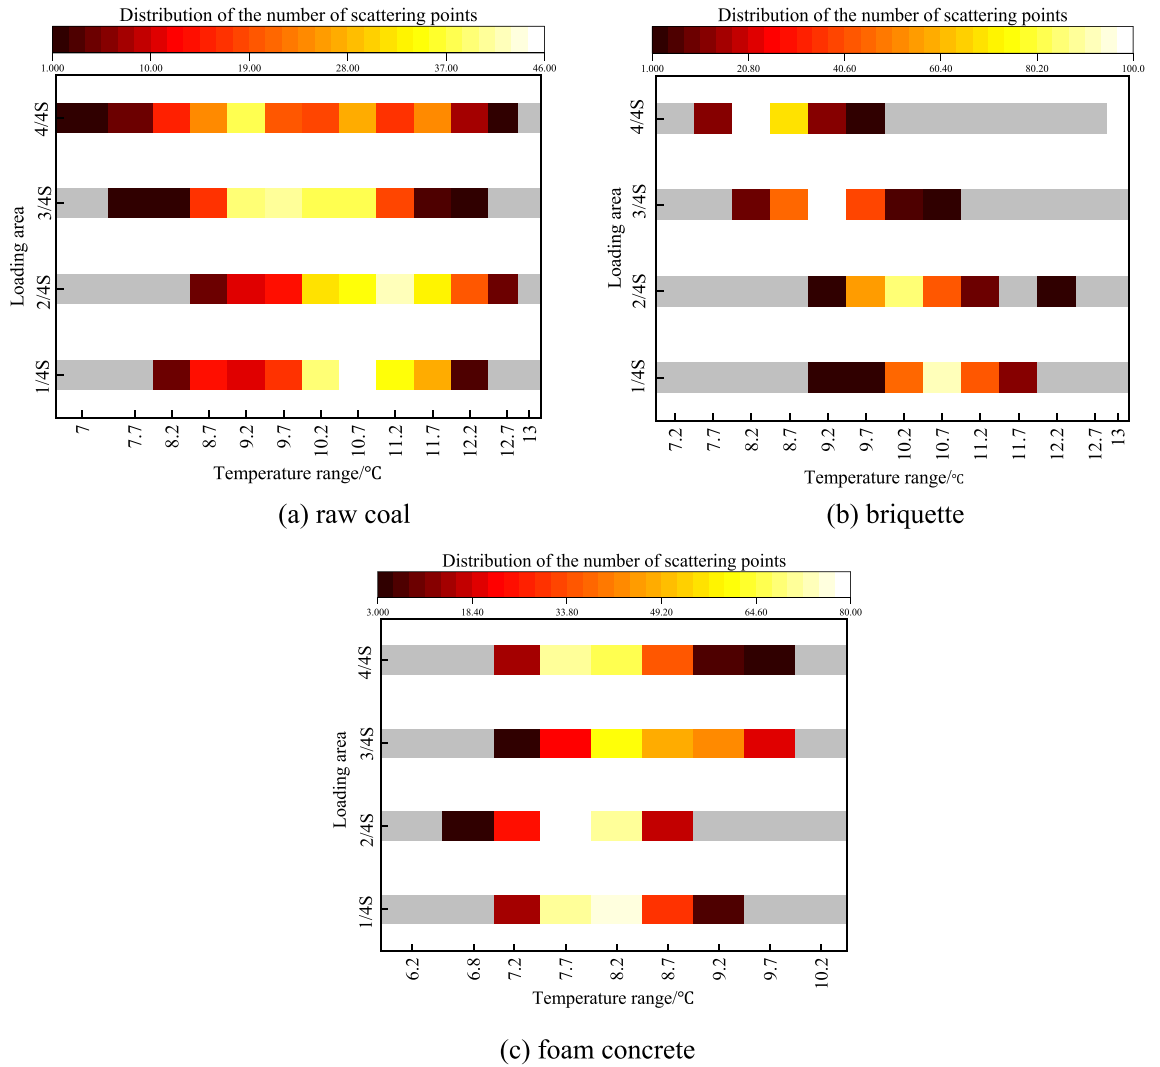 Distribution of the number of scattering points
1.000 10.00 19.00 28.00 37.00 46.00
4/4S
3/4S
2/4S
1/4S
Loading area
7 7.7 8.2 8.7 9.2 9.7 10.2 10.7 11.2 11.7 12.2 12.7 13
Temperature range/°C
(a) raw coal
Distribution of the number of scattering points
1.000 20.80 40.60 60.40 80.20 100.0
4/4S
3/4S
2/4S
1/4S
Loading area
7.2 7.7 8.2 8.7 9.2 9.7 10.2 10.7 11.2 11.7 12.2 12.7 13
Temperature range/°C
(b) briquette
Distribution of the number of scattering points
3.000 18.40 33.80 49.20 64.60 80.00
4/4S
3/4S
2/4S
1/4S
Loading area
6.2 6.8 7.2 7.7 8.2 8.7 9.2 9.7 10.2
Temperature range/°C
(c) foam concrete